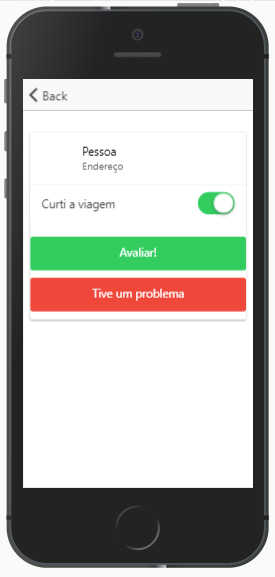 Back
Pessoa
Endereço
Curti a viagem
Avaliar!
Tive um problema